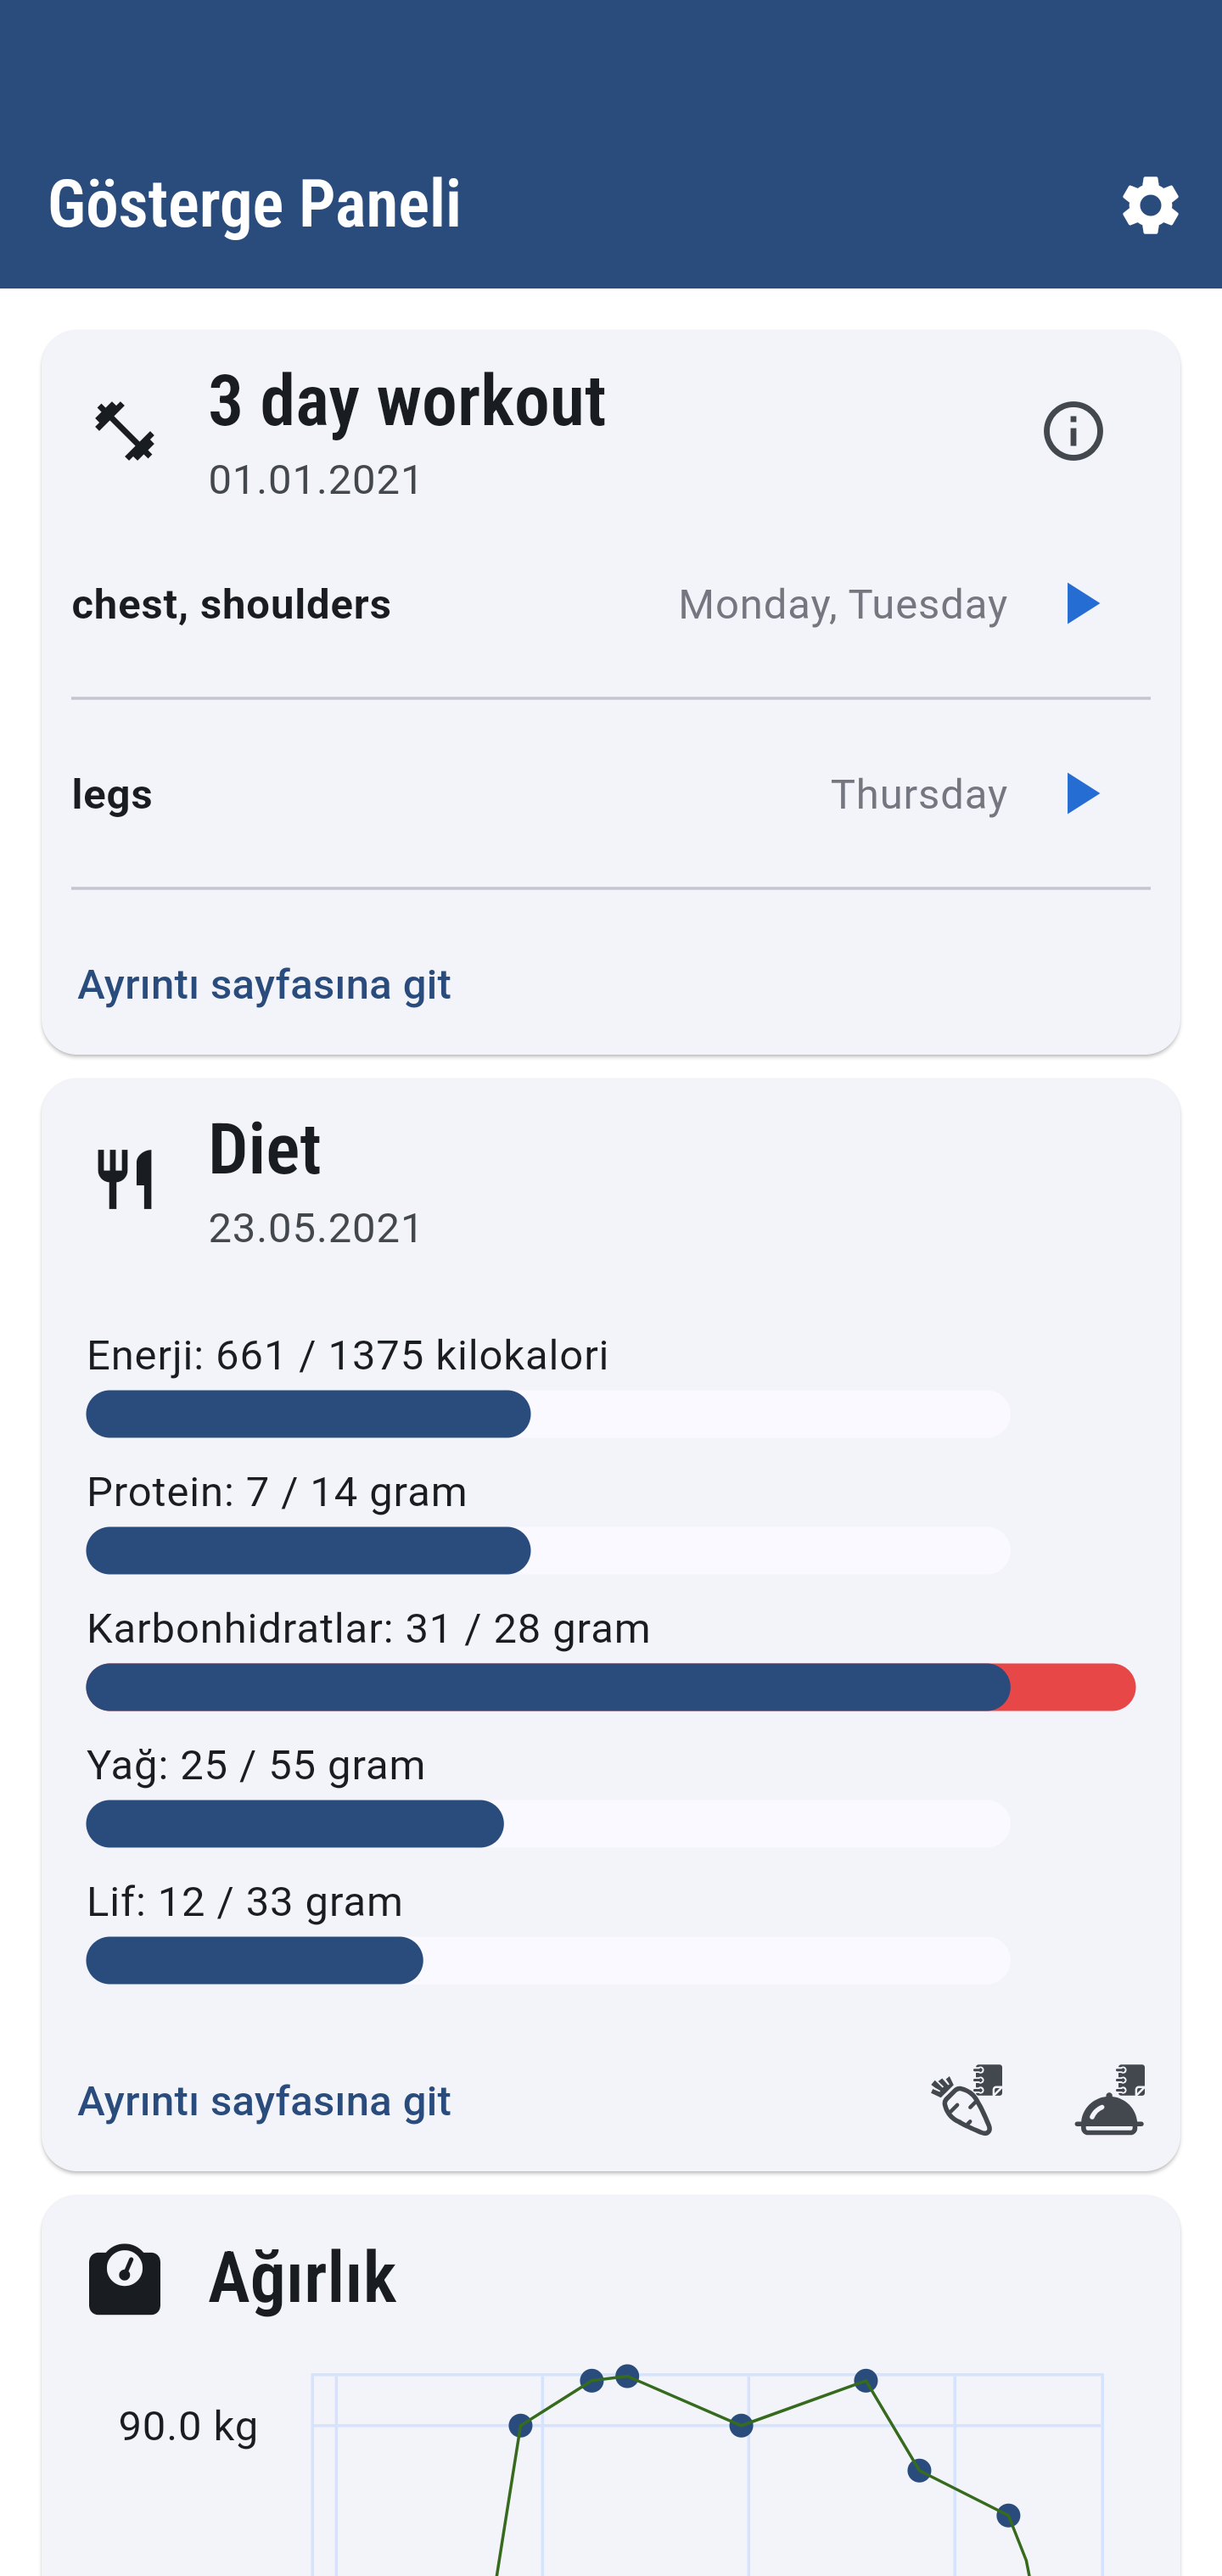 Gösterge Paneli
3 day workout
01.01.2021
chest, shoulders Monday, Tuesday
legs Thursday
Ayrıntı sayfasına git
Diet
23.05.2021
Enerji: 661 / 1375 kilokalori
Protein: 7 / 14 gram
Karbonhidratlar: 31 / 28 gram
Yağ: 25 / 55 gram
Lif: 12 / 33 gram
Ayrıntı sayfasına git
Ağırlık
90.0 kg